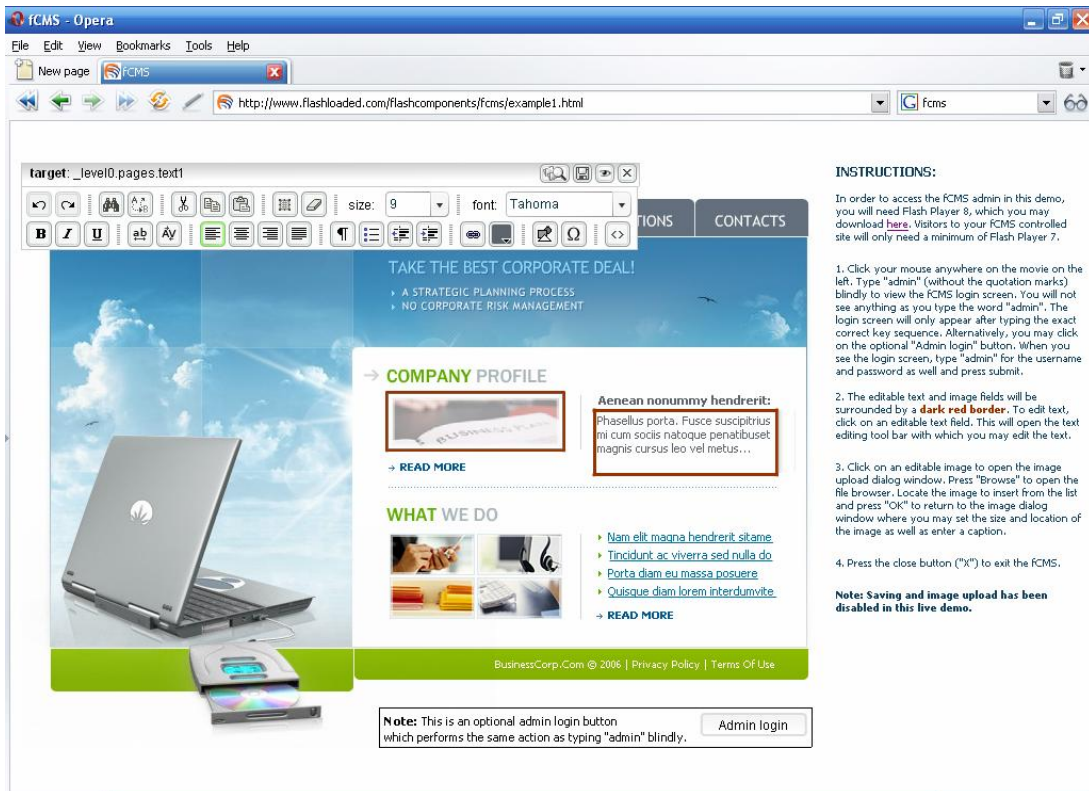 fCMS - Opera
File Edit View Bookmarks Tools Help
New page fCMS
http://www.flashloaded.com/flashcomponents/fcms/example1.html
G fcms
target: _level0.pages.text1
size: 9 font: Tahoma
B I U ab Ay ¶ Ω <>
TIONS CONTACTS
TAKE THE BEST CORPORATE DEAL!
A STRATEGIC PLANNING PROCESS
NO CORPORATE RISK MANAGEMENT
COMPANY PROFILE
BUSINESS PLAN
→ READ MORE
Aenean nonummy hendrerit:
Phasellus porta. Fusce suscipitrius
mi cum sociis natoque penatibuset
magnis cursus leo vel metus...
WHAT WE DO
Nam elit magna hendrerit sitame
Tincidunt ac viverra sed nulla do
Porta diam eu massa posuere
Quisque diam lorem interdumvite
→ READ MORE
BusinessCorp.Com © 2006 | Privacy Policy | Terms Of Use
Note: This is an optional admin login button
which performs the same action as typing "admin" blindly.
Admin login
INSTRUCTIONS:
In order to access the fCMS admin in this demo,
you will need Flash Player 8, which you may
download here. Visitors to your fCMS controlled
site will only need a minimum of Flash Player 7.
1. Click your mouse anywhere on the movie on the
left. Type "admin" (without the quotation marks)
blindly to view the fCMS login screen. You will not
see anything as you type the word "admin". The
login screen will only appear after typing the exact
correct key sequence. Alternatively, you may click
on the optional "Admin login" button. When you
see the login screen, type "admin" for the username
and password as well and press submit.
2. The editable text and image fields will be
surrounded by a dark red border. To edit text,
click on an editable text field. This will open the text
editing tool bar with which you may edit the text.
3. Click on an editable image to open the image
upload dialog window. Press "Browse" to open the
file browser. Locate the image to insert from the list
and press "OK" to return to the image dialog
window where you may set the size and location of
the image as well as enter a caption.
4. Press the close button ("X") to exit the fCMS.
Note: Saving and image upload has been
disabled in this live demo.